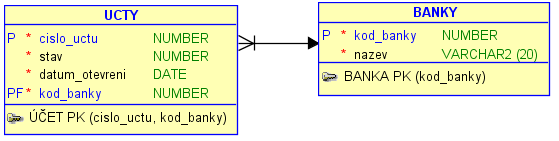 UCTY
P * cislo_uctu NUMBER
* stav NUMBER
* datum_otevreni DATE
PF * kod_banky NUMBER
ÚČET PK (cislo_uctu, kod_banky)
BANKY
P * kod_banky NUMBER
* nazev VARCHAR2 (20)
BANKA PK (kod_banky)